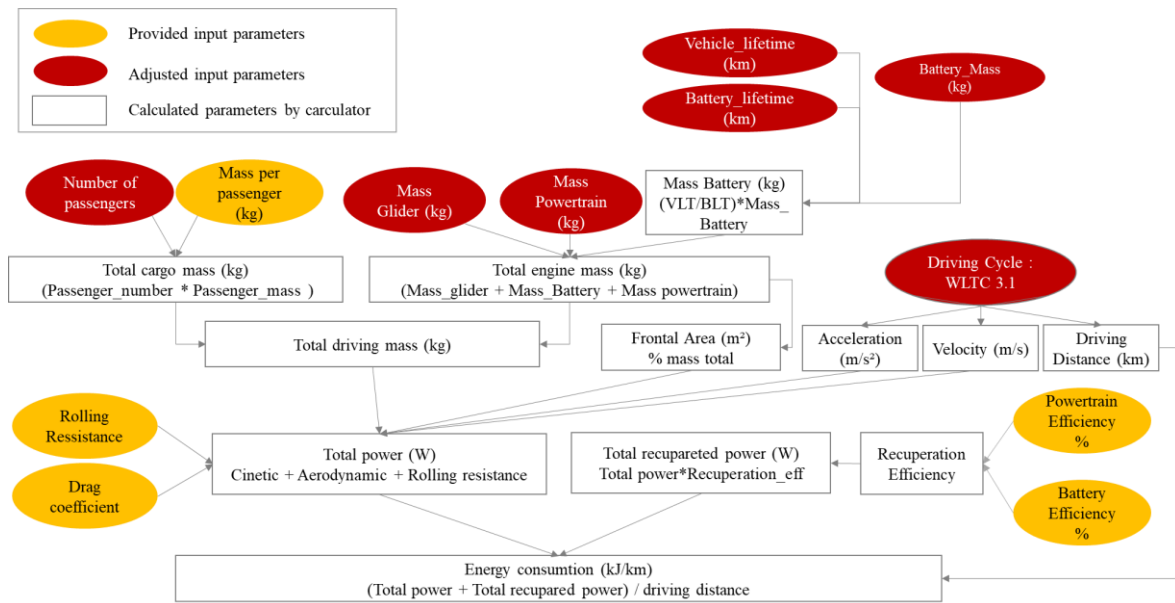 Provided input parameters
Adjusted input parameters
Calculated parameters by carculator
Vehicle_lifetime
(km)
Battery_lifetime
(km)
Battery_Mass
(kg)
Number of
passengers
Mass per
passenger
(kg)
Mass
Glider (kg)
Mass
Powertrain
(kg)
Mass Battery (kg)
(VLT/BLT)*Mass_
Battery
Total cargo mass (kg)
(Passenger_number * Passenger_mass )
Total engine mass (kg)
(Mass_glider + Mass_Battery + Mass powertrain)
Driving Cycle :
WLTC 3.1
Total driving mass (kg)
Frontal Area (m²)
% mass total
Acceleration
(m/s²)
Velocity (m/s)
Driving
Distance (km)
Rolling
Ressistance
Drag
coefficient
Total power (W)
Cinetic + Aerodynamic + Rolling resistance
Total recupareted power (W)
Total power*Recuperation_eff
Recuperation
Efficiency
Powertrain
Efficiency
%
Battery
Efficiency
%
Energy consumtion (kJ/km)
(Total power + Total recupared power) / driving distance